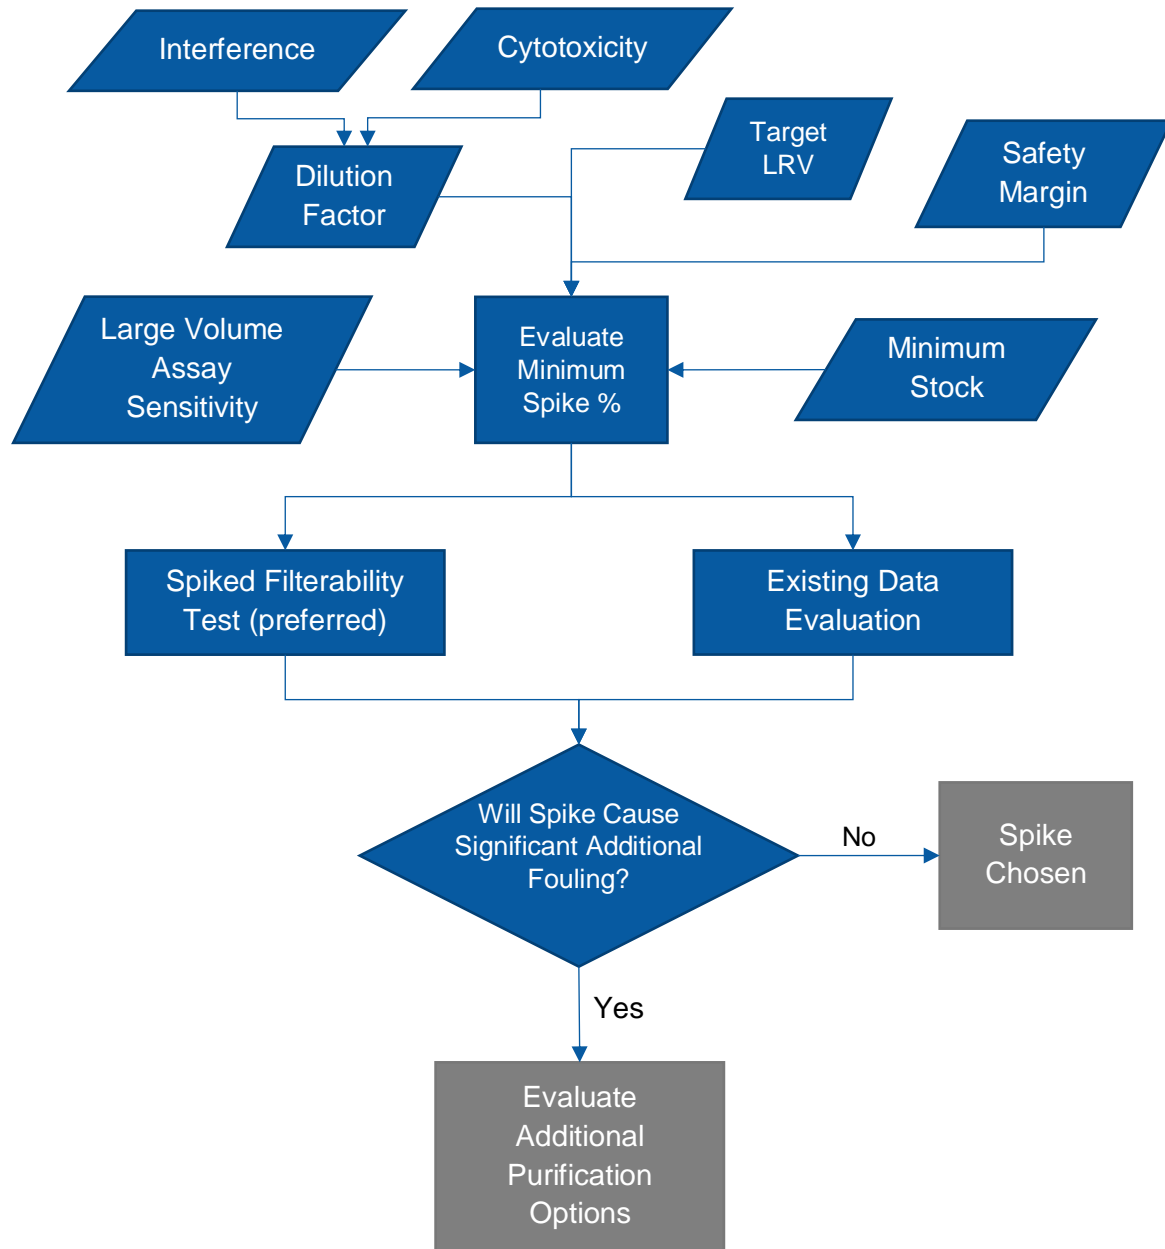 Interference
Cytotoxicity
Target
LRV
Safety
Margin
Dilution
Factor
Large Volume
Assay
Sensitivity
Evaluate
Minimum
Spike %
Minimum
Stock
Spiked Filterability
Test (preferred)
Existing Data
Evaluation
Will Spike Cause
Significant Additional
Fouling?
No
Spike
Chosen
Yes
Evaluate
Additional
Purification
Options